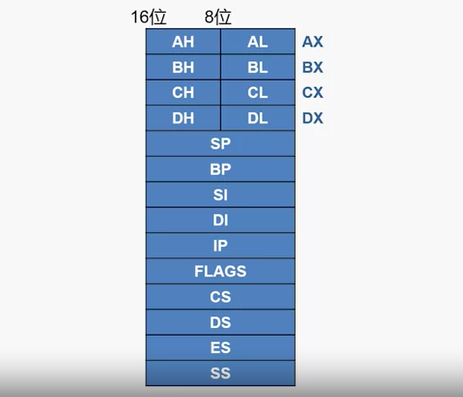 16位 8位
AH AL AX
BH BL BX
CH CL CX
DH DL DX
SP
BP
SI
DI
IP
FLAGS
CS
DS
ES
SS